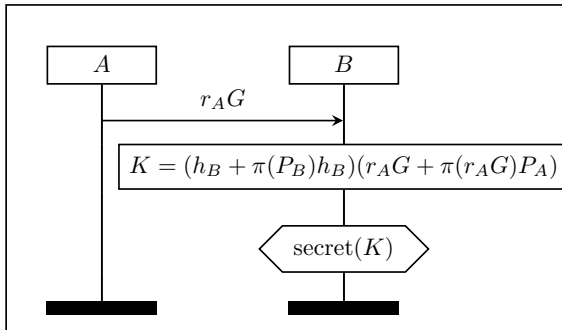 A B
r_A G
K = (h_B + π(P_B)h_B)(r_A G + π(r_A G)P_A)
secret(K)